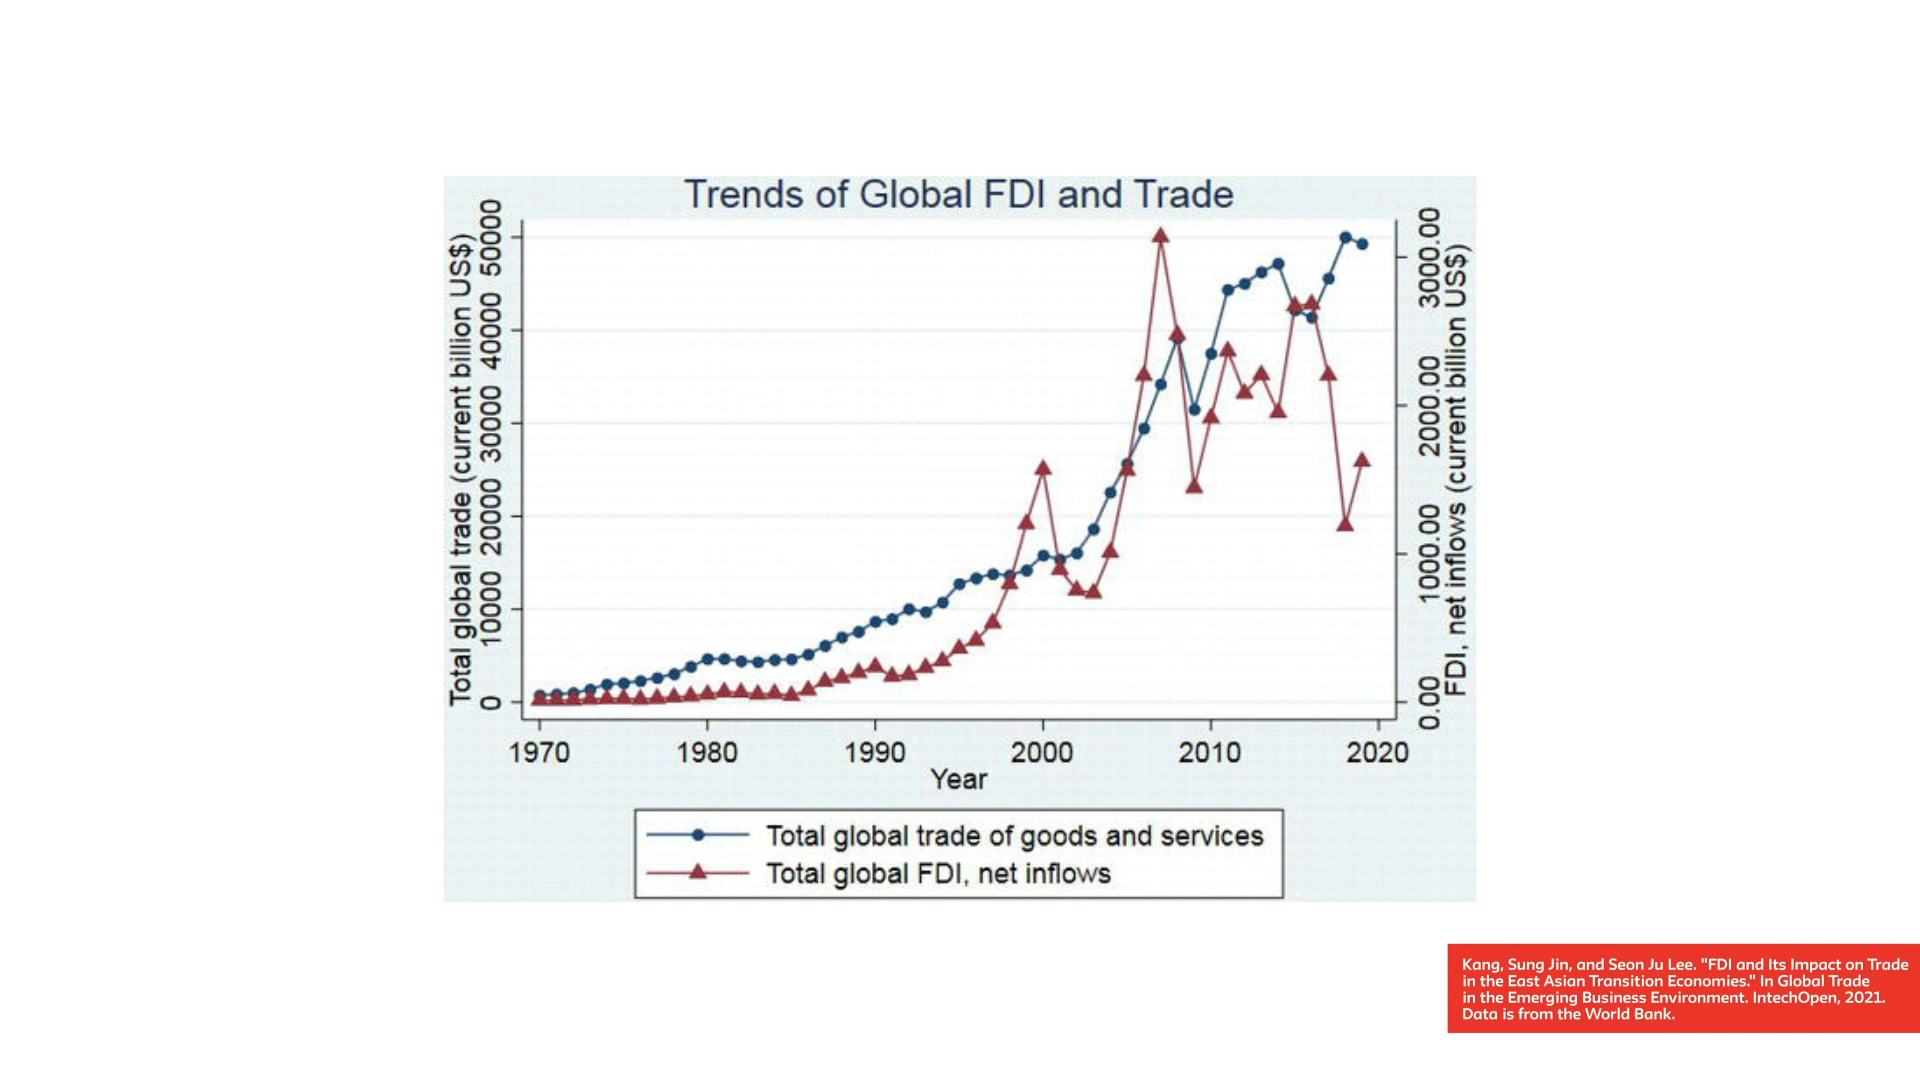 Trends of Global FDI and Trade
Total global trade (current billion US$)
50000
40000
30000
20000
10000
0
3000.00
2000.00
1000.00
0.00
FDI, net inflows (current billion US$)
1970 1980 1990 2000 2010 2020
Year
Total global trade of goods and services
Total global FDI, net inflows
Kang, Sung Jin, and Seon Ju Lee. "FDI and Its Impact on Trade
in the East Asian Transition Economies." In Global Trade
in the Emerging Business Environment. IntechOpen, 2021.
Data is from the World Bank.